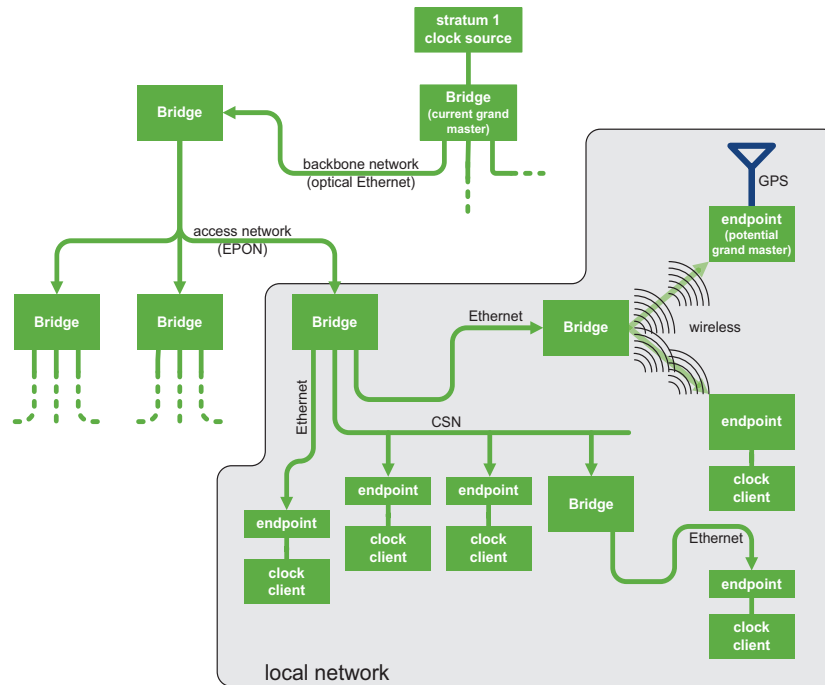 stratum 1
clock source
Bridge
(current grand
master)
Bridge
backbone network
(optical Ethernet)
GPS
endpoint
(potential
grand master)
access network
(EPON)
Bridge
Bridge
Bridge
Ethernet
Bridge
wireless
Ethernet
CSN
endpoint
clock
client
endpoint
endpoint
Bridge
endpoint
clock
client
clock
client
Ethernet
clock
client
endpoint
clock
client
local network